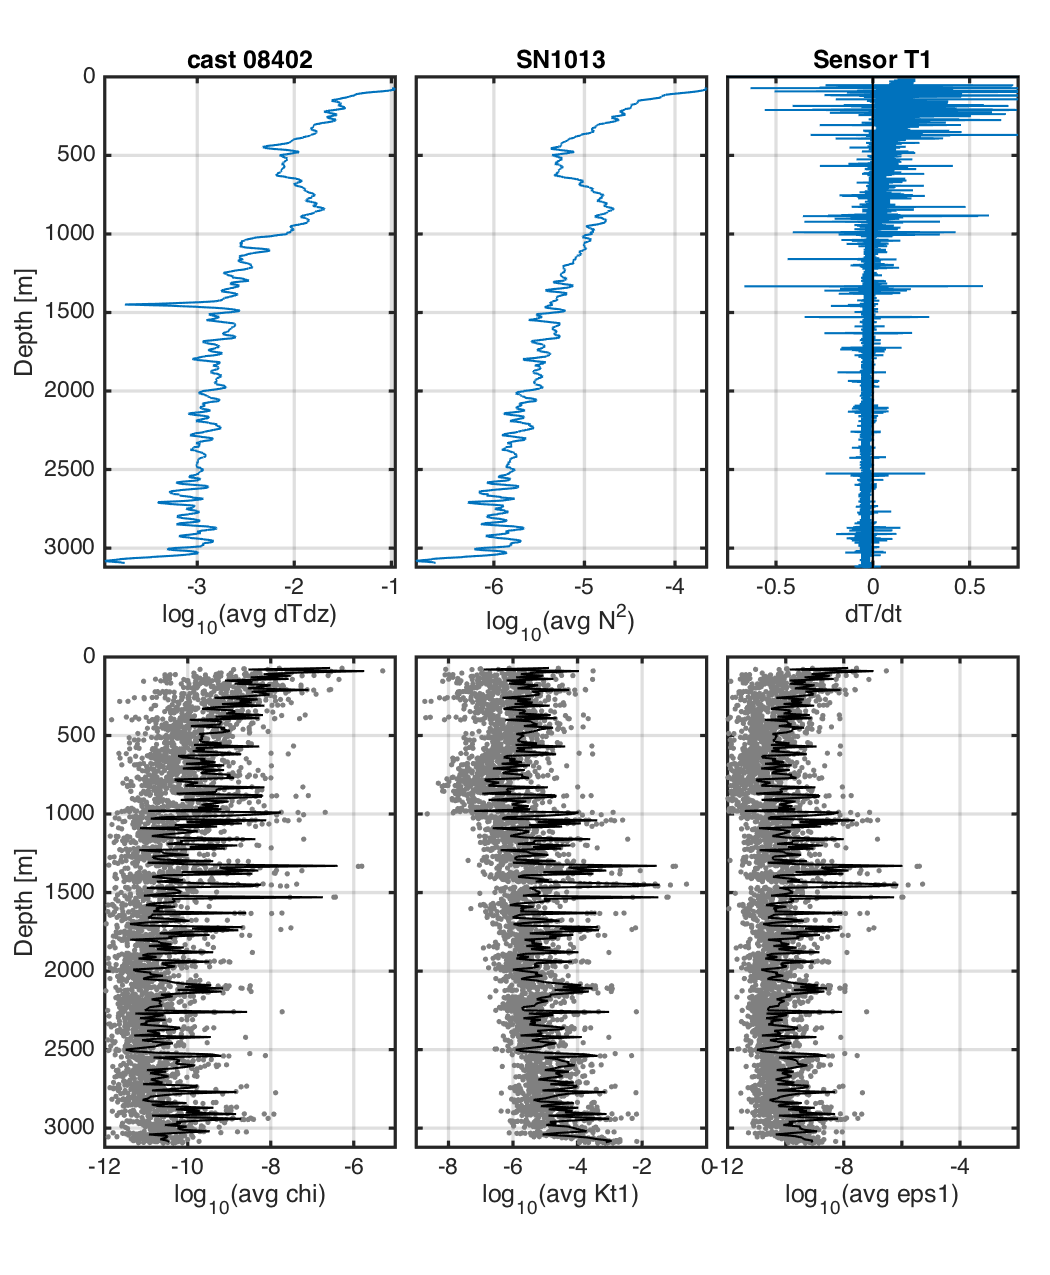 cast 08402 SN1013 Sensor T1
0
500
1000
1500
2000
2500
3000
Depth [m]
-3 -2 -1 -6 -5 -4 -0.5 0 0.5
log10(avg dTdz) log10(avg N2) dT/dt
0
500
1000
1500
2000
2500
3000
Depth [m]
-12 -10 -8 -6 -8 -6 -4 -2 0 -12 -8 -4
log10(avg chi) log10(avg Kt1) log10(avg eps1)